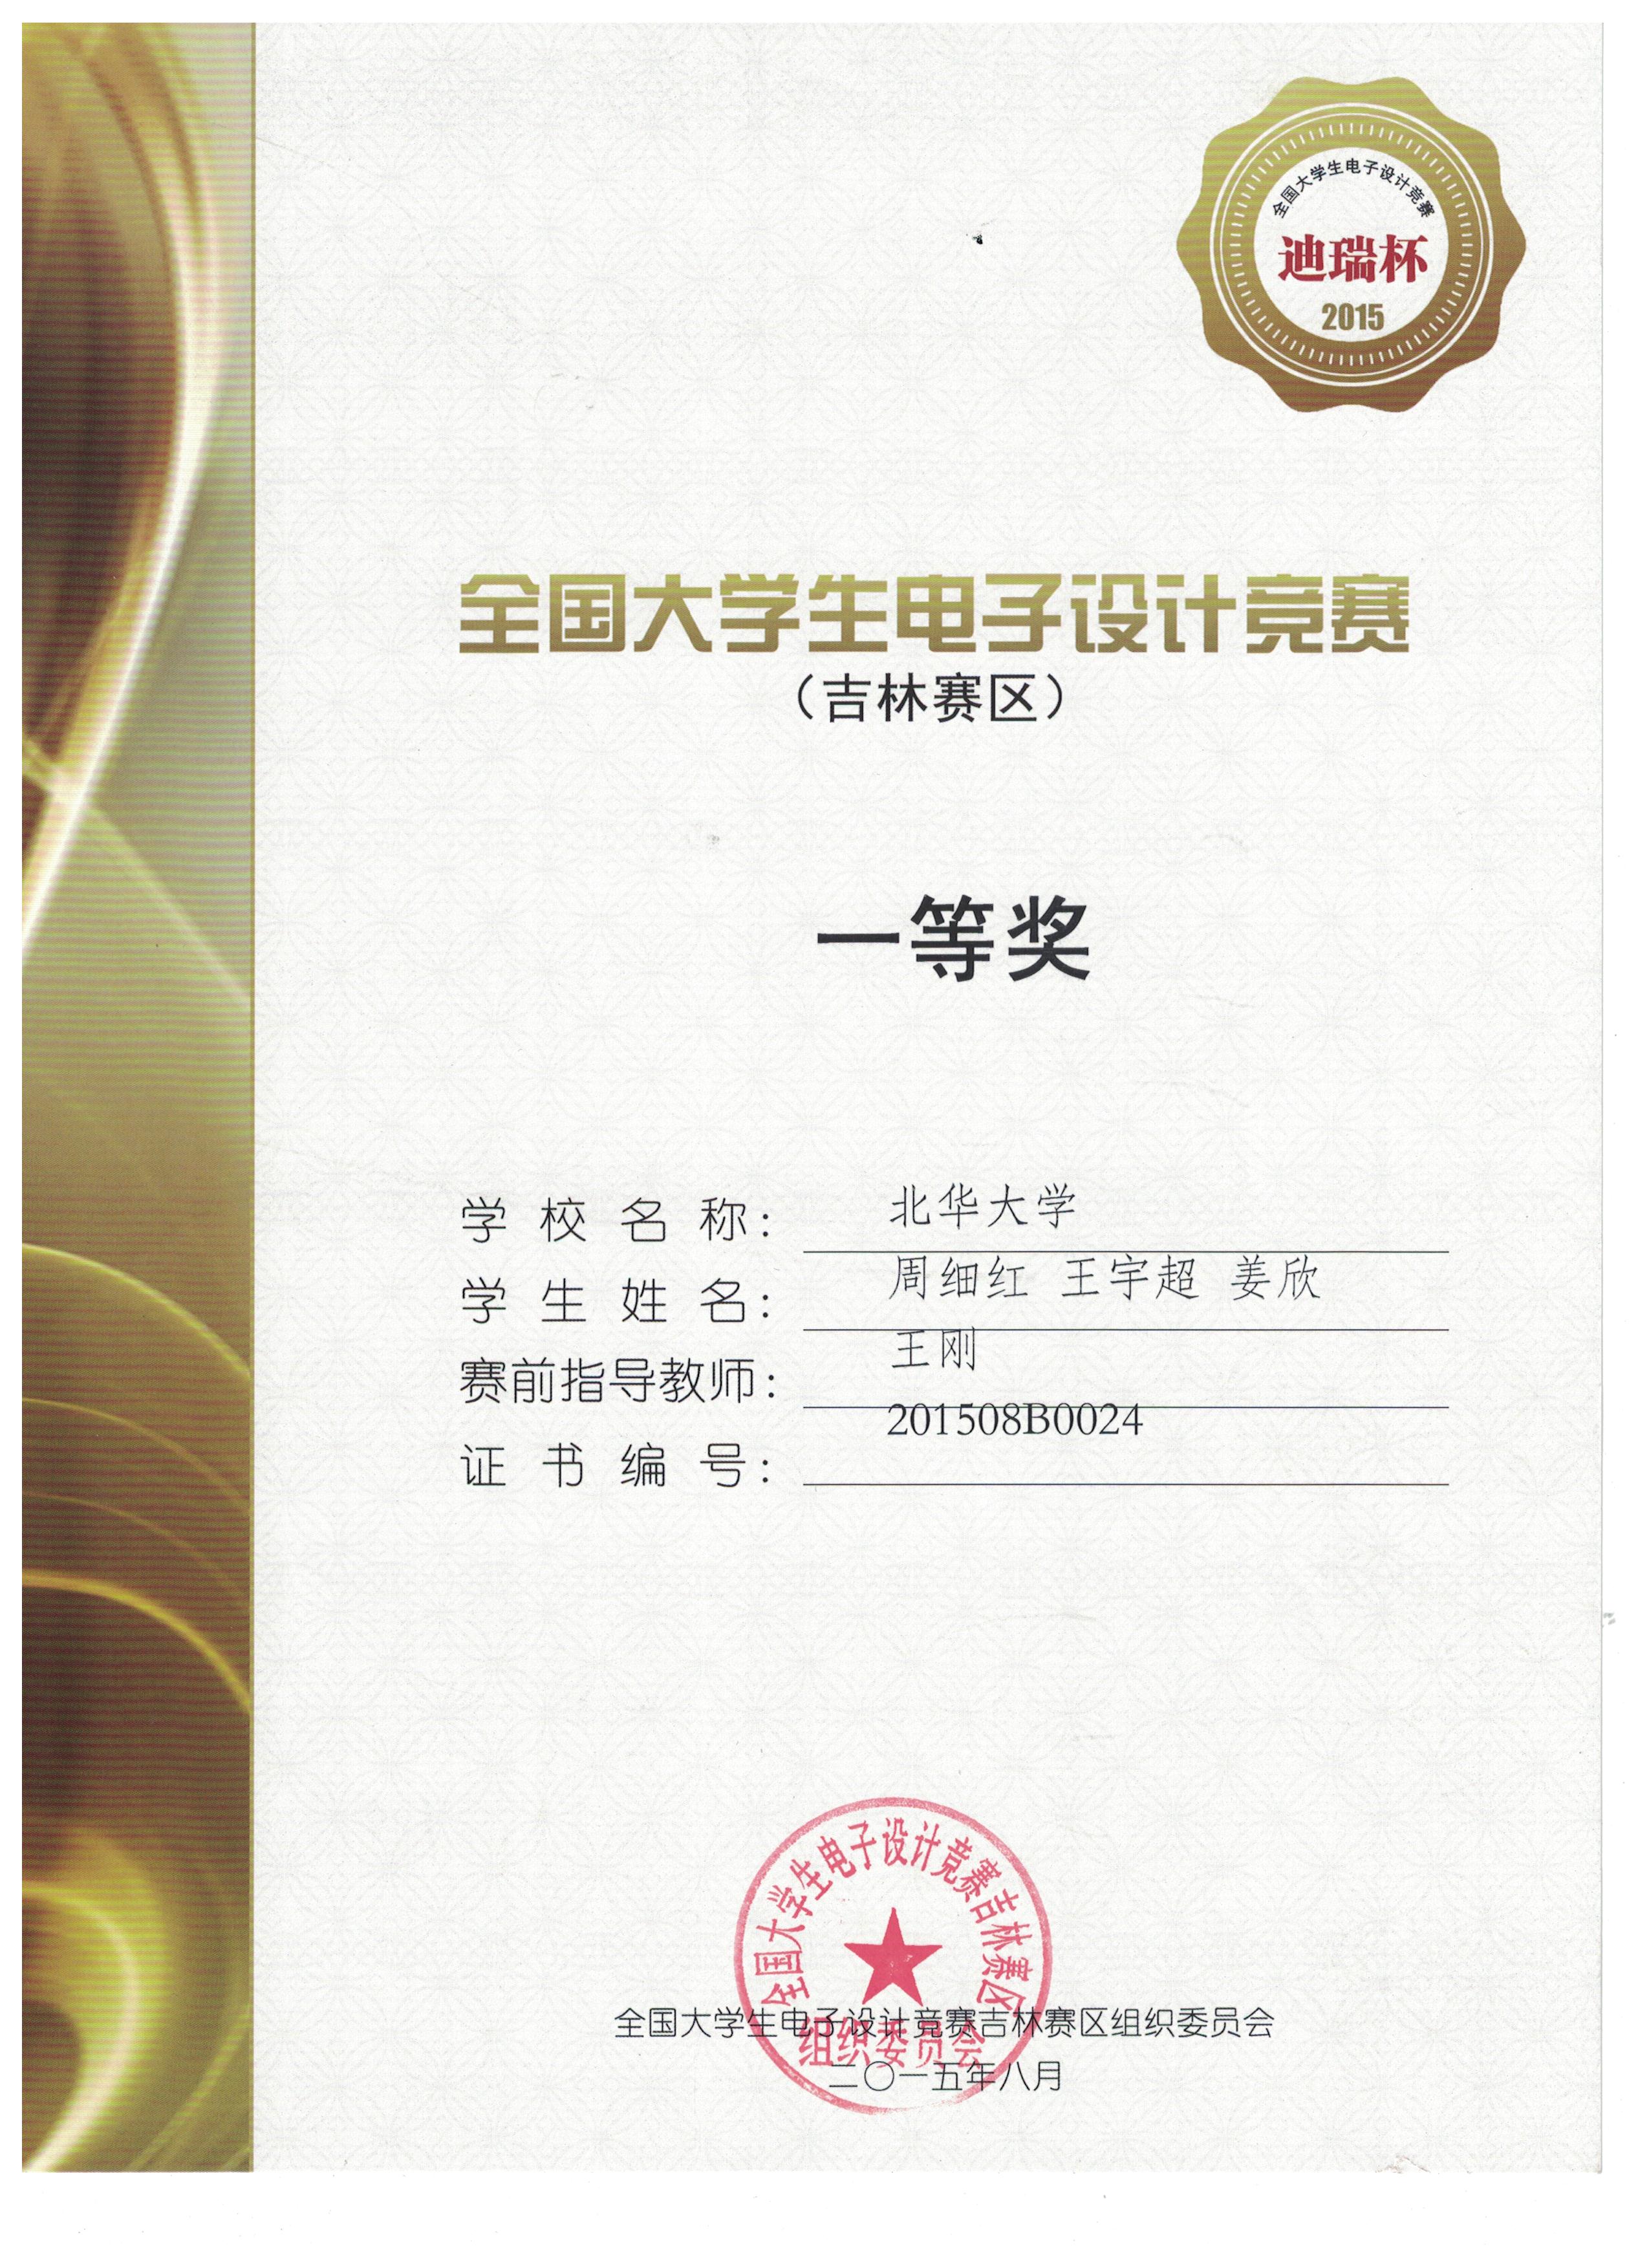 全国大学生电子设计竞赛
迪瑞杯
2015
全国大学生电子设计竞赛
（吉林赛区）
一等奖
学校名称： 北华大学
学生姓名： 周细红 王宇超 姜欣
赛前指导教师： 王刚
证书编号： 201508B0024
全国大学生电子设计竞赛吉林赛区
组织委员会
全国大学生电子设计竞赛吉林赛区组织委员会
二〇一五年八月